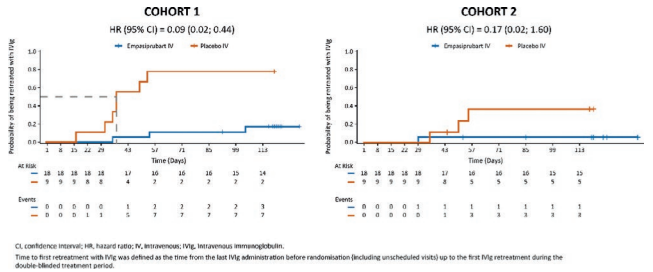 COHORT 1
HR (95% CI) = 0.09 (0.02; 0.44)
Empasiprubart IV Placebo IV
Probability of being retreated with IVIg
1.0
0.8
0.6
0.4
0.2
0.0
1 8 15 22 29 43 57 71 85 99 113
Time (Days)
At Risk
18 18 18 18 18 17 16 16 16 15 14
9 9 9 8 8 4 2 2 2 2 2
Events
0 0 0 0 0 1 2 2 2 2 3
0 0 0 1 1 5 7 7 7 7 7
COHORT 2
HR (95% CI) = 0.17 (0.02; 1.60)
Empasiprubart IV Placebo IV
Probability of being retreated with IVIg
1.0
0.8
0.6
0.4
0.2
0.0
1 8 15 22 29 43 57 71 85 99 113
Time (Days)
At Risk
18 18 18 18 18 17 16 16 16 15 15
9 9 9 9 9 8 5 5 5 5 5
Events
0 0 0 0 1 1 1 1 1 1
0 0 0 0 0 1 3 3 3 3
CI, confidence interval; HR, hazard ratio; IV, intravenous; IVIg, intravenous immunoglobulin.
Time to first retreatment with IVIg was defined as the time from the last IVIg administration before randomisation (including unscheduled visits) up to the first IVIg retreatment during the
double-blinded treatment period.